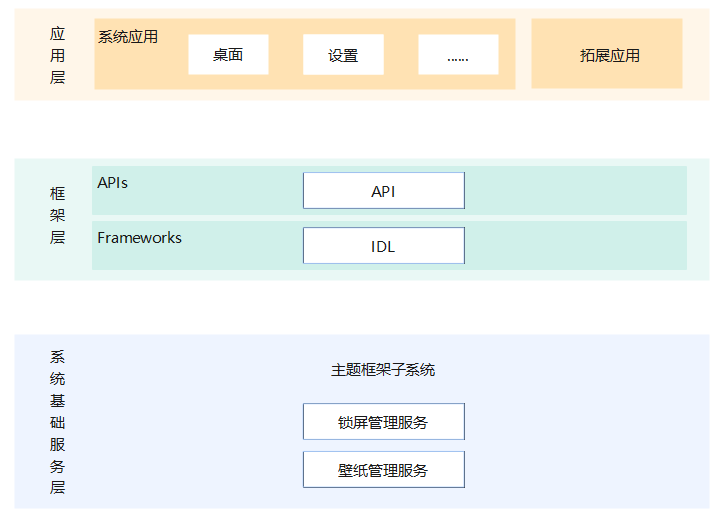 应用层
系统应用
桌面
设置
......
拓展应用
框架层
APIs
API
Frameworks
IDL
系统基础服务层
主题框架子系统
锁屏管理服务
壁纸管理服务